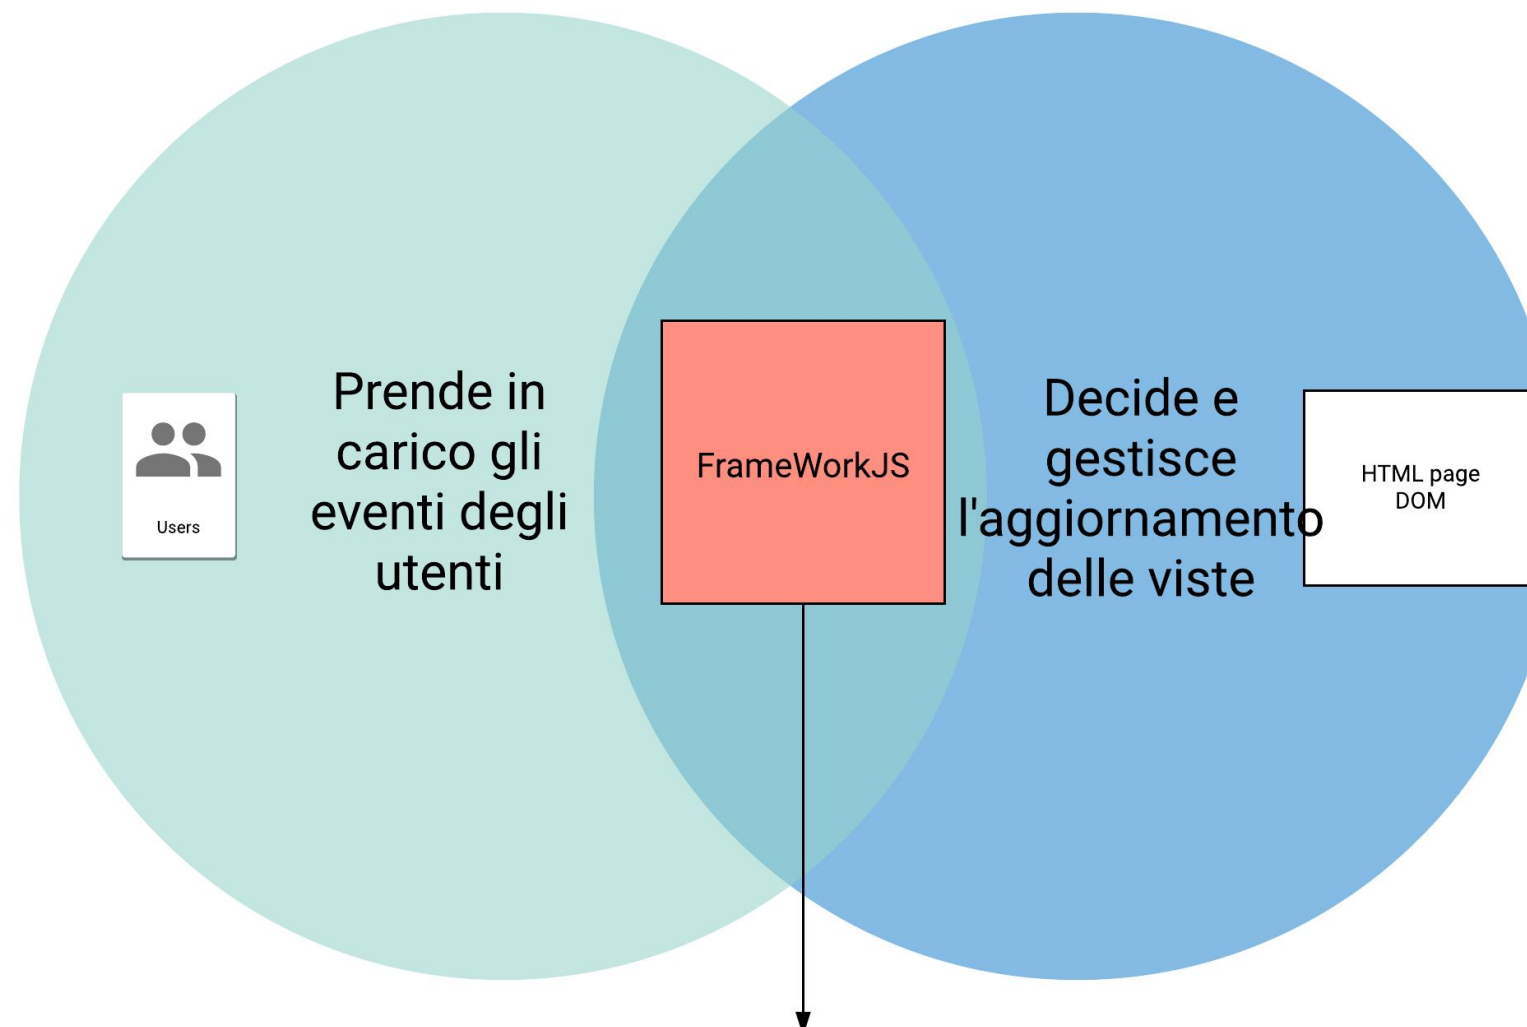 Users
Prende in
carico gli
eventi degli
utenti
FrameWorkJS
Decide e
gestisce
l'aggiornamento
delle viste
HTML page
DOM